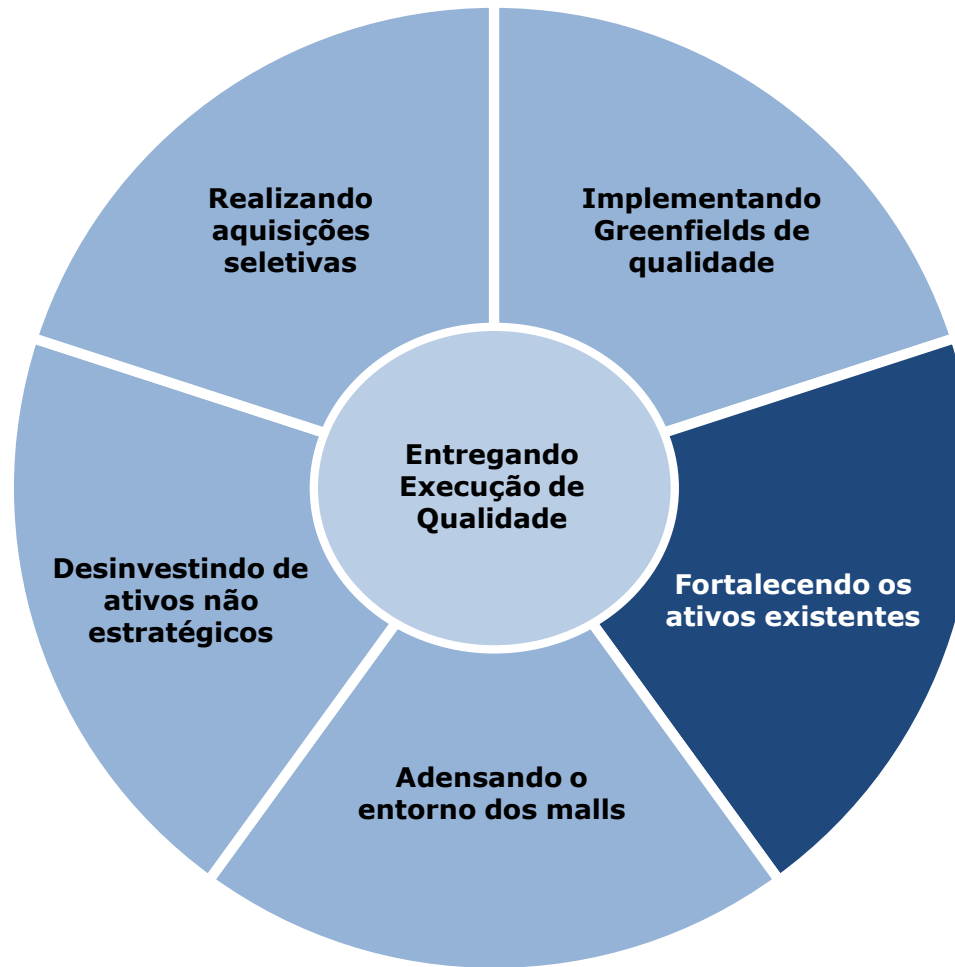 Realizando
aquisições
seletivas
Implementando
Greenfields de
qualidade
Entregando
Execução de
Qualidade
Desinvestindo de
ativos não
estratégicos
Fortalecendo os
ativos existentes
Adensando o
entorno dos malls